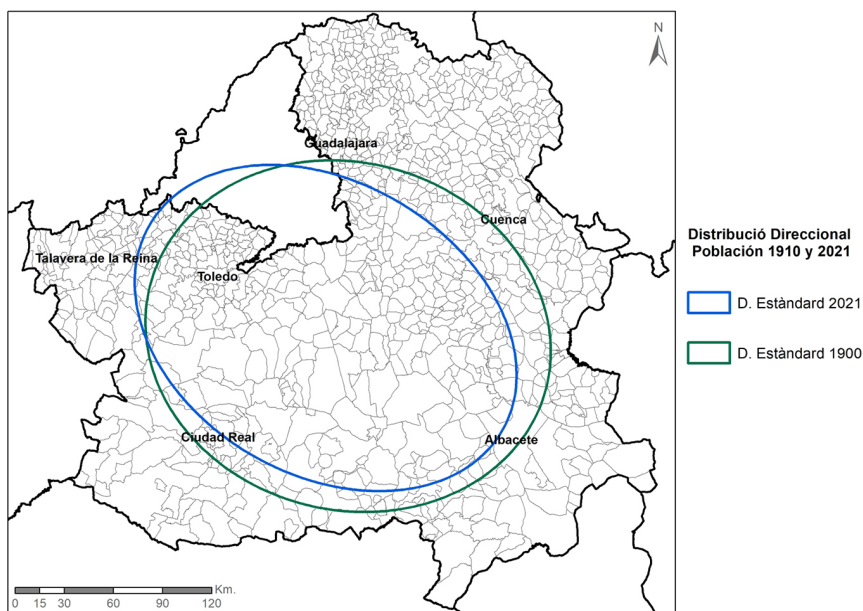 N
Guadalajara
Cuenca
Talavera de la Reina
Toledo
Ciudad Real
Albacete
Km.
0 15 30 60 90 120
Distribució Direccional
Población 1910 y 2021
D. Estàndard 2021
D. Estàndard 1900